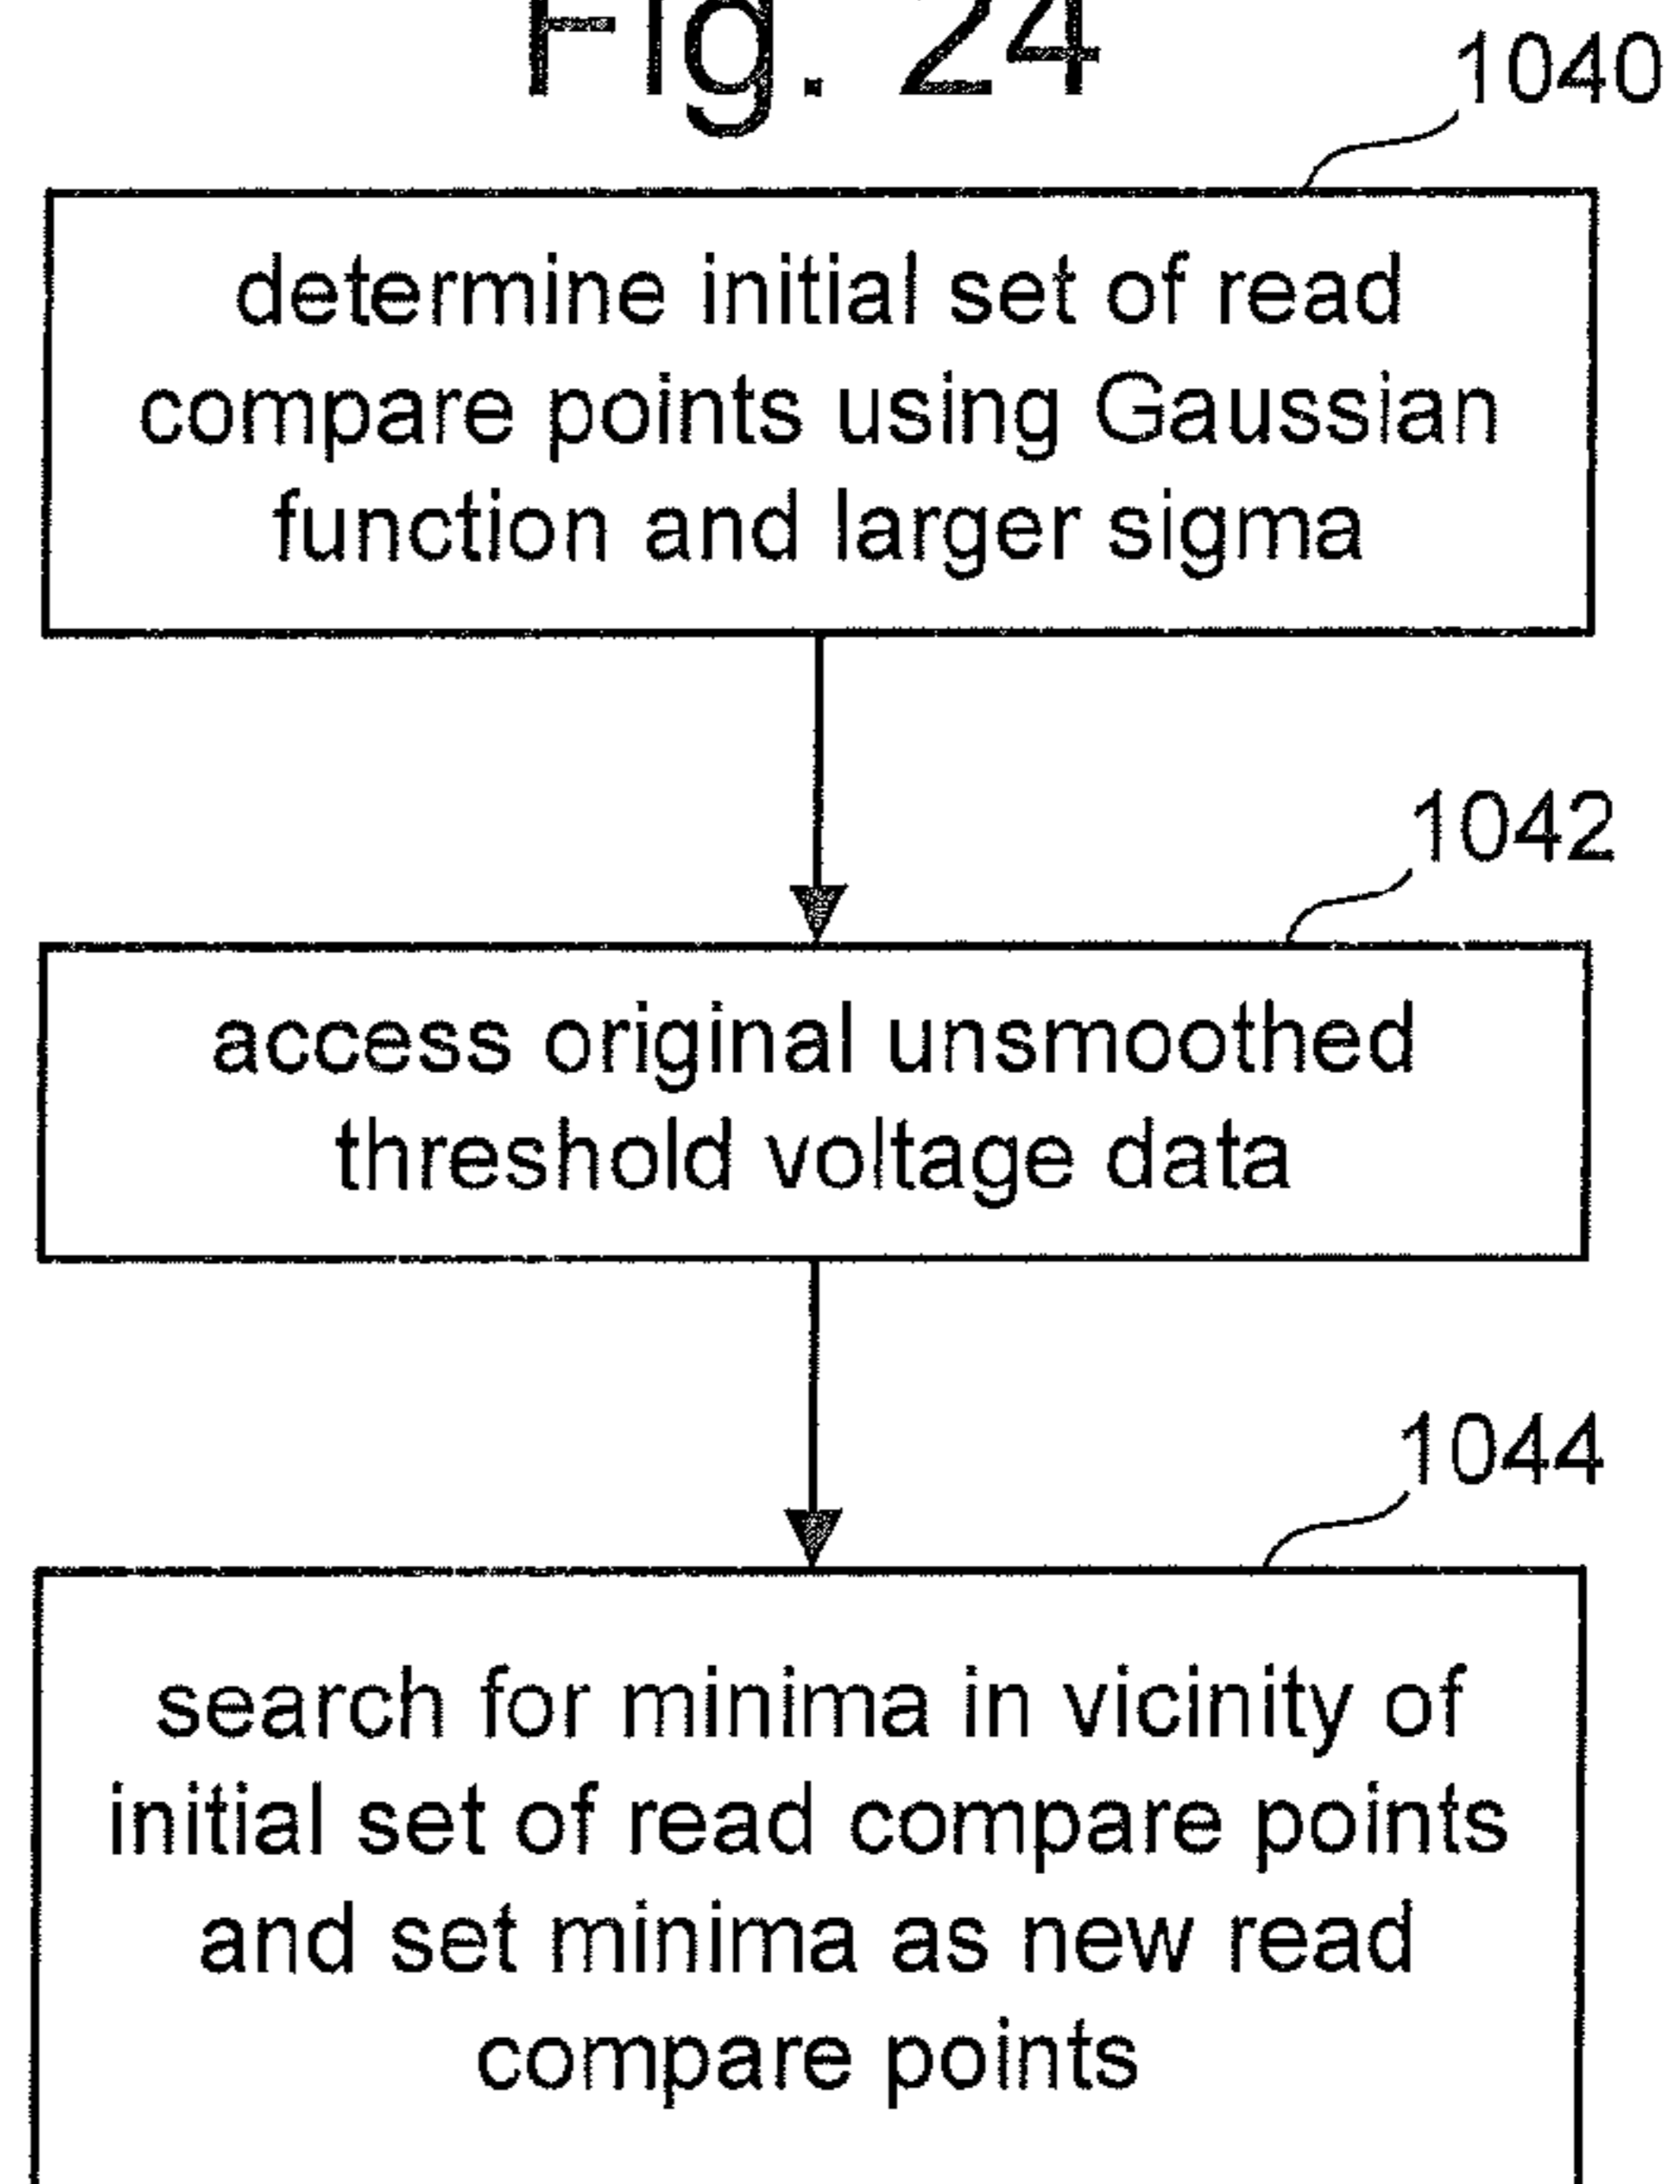 Fig. 24
1040
determine initial set of read
compare points using Gaussian
function and larger sigma
1042
access original unsmoothed
threshold voltage data
1044
search for minima in vicinity of
initial set of read compare points
and set minima as new read
compare points